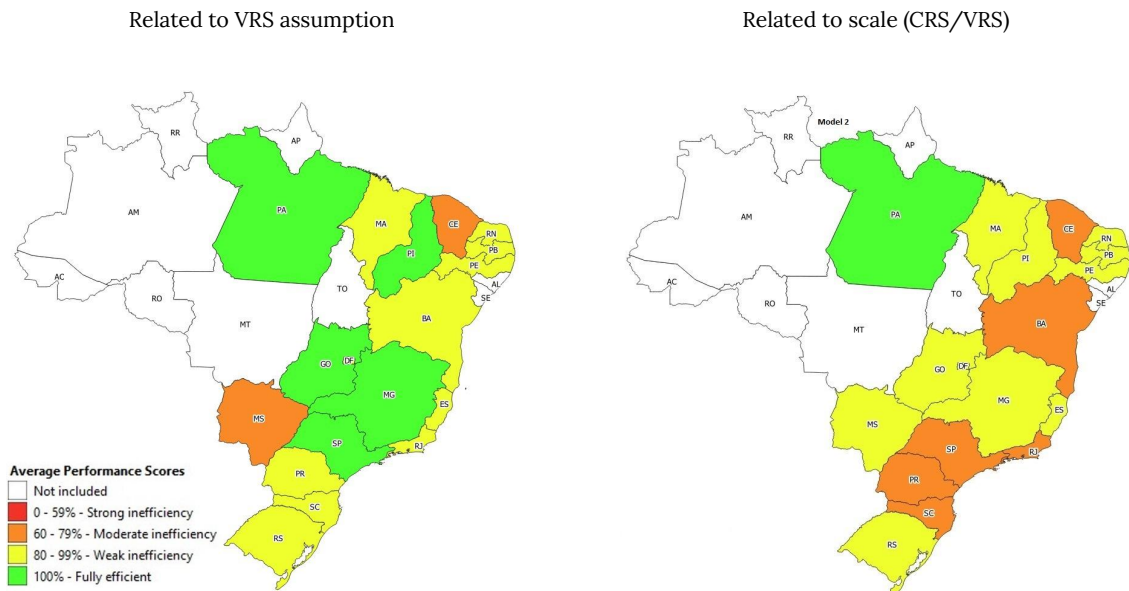 Related to VRS assumption
RR
AP
AM
PA
MA
CE
RN
PB
PI
PE
AC
AL
SE
RO
TO
BA
MT
GO
DF
MG
ES
MS
SP
RJ
PR
SC
RS
Average Performance Scores
Not included
0 - 59% - Strong inefficiency
60 - 79% - Moderate inefficiency
80 - 99% - Weak inefficiency
100% - Fully efficient
Related to scale (CRS/VRS)
Model 2
RR
AP
AM
PA
MA
CE
RN
PB
PI
PE
AC
AL
SE
RO
TO
BA
MT
GO
DF
MG
ES
MS
SP
RJ
PR
SC
RS